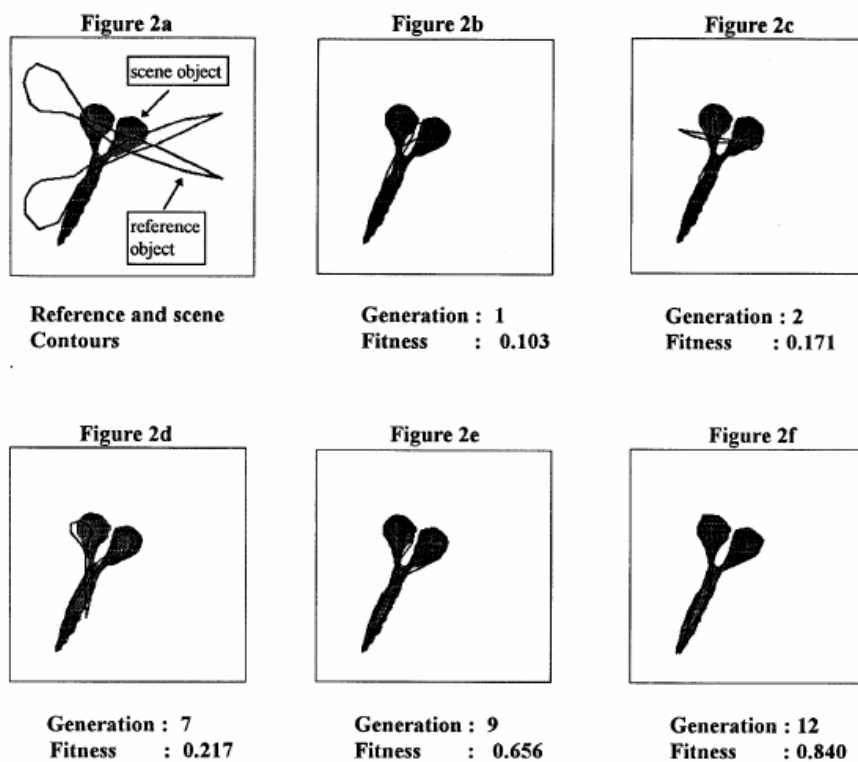 Figure 2a
Figure 2b
Figure 2c
scene object
reference
object
Reference and scene
Contours
Generation : 1
Fitness : 0.103
Generation : 2
Fitness : 0.171
Figure 2d
Figure 2e
Figure 2f
Generation : 7
Fitness : 0.217
Generation : 9
Fitness : 0.656
Generation : 12
Fitness : 0.840